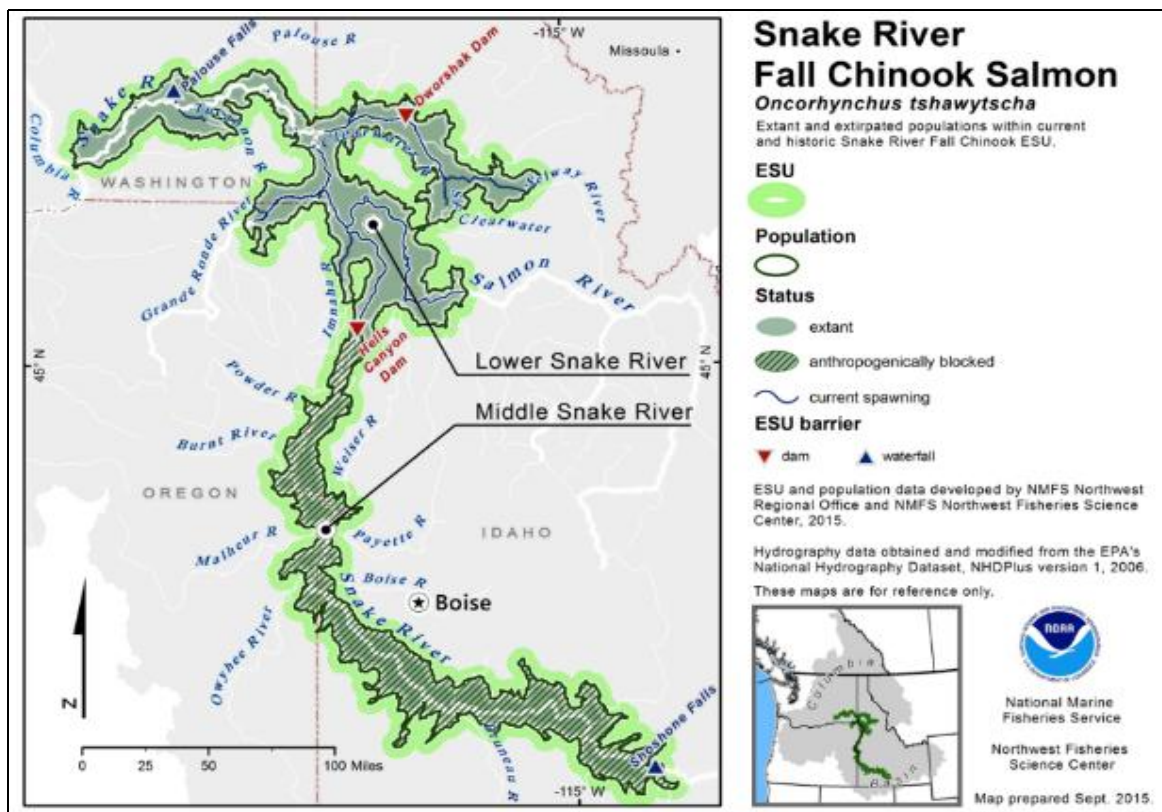 Snake River
Fall Chinook Salmon
Oncorhynchus tshawytscha
Extant and extirpated populations within current
and historic Snake River Fall Chinook ESU.
ESU
Population
Status
extant
anthropogenically blocked
current spawning
ESU barrier
dam
waterfall
ESU and population data developed by NMFS Northwest
Regional Office and NMFS Northwest Fisheries Science
Center, 2015.
Hydrography data obtained and modified from the EPA's
National Hydrography Dataset, NHDPlus version 1, 2006.
These maps are for reference only.
Columbia
Basin
NOAA
National Marine
Fisheries Service
Northwest Fisheries
Science Center
Map prepared Sept. 2015.
-115° W
Missoula
Palouse R
Palouse Falls
Snake R
Dworshak Dam
Columbia R
Clearwater R
WASHINGTON
Selway River
Clearwater
Grande Ronde River
Imnaha R
Salmon River
Hells
Canyon
Dam
45° N
45° N
Lower Snake River
Middle Snake River
Powder R
Burnt River
Weiser R
OREGON
IDAHO
Malheur R
Payette R
Boise R
Boise
Snake River
Owyhee River
Bruneau R
Shoshone Falls
N
0 50 100 Miles
-115° W